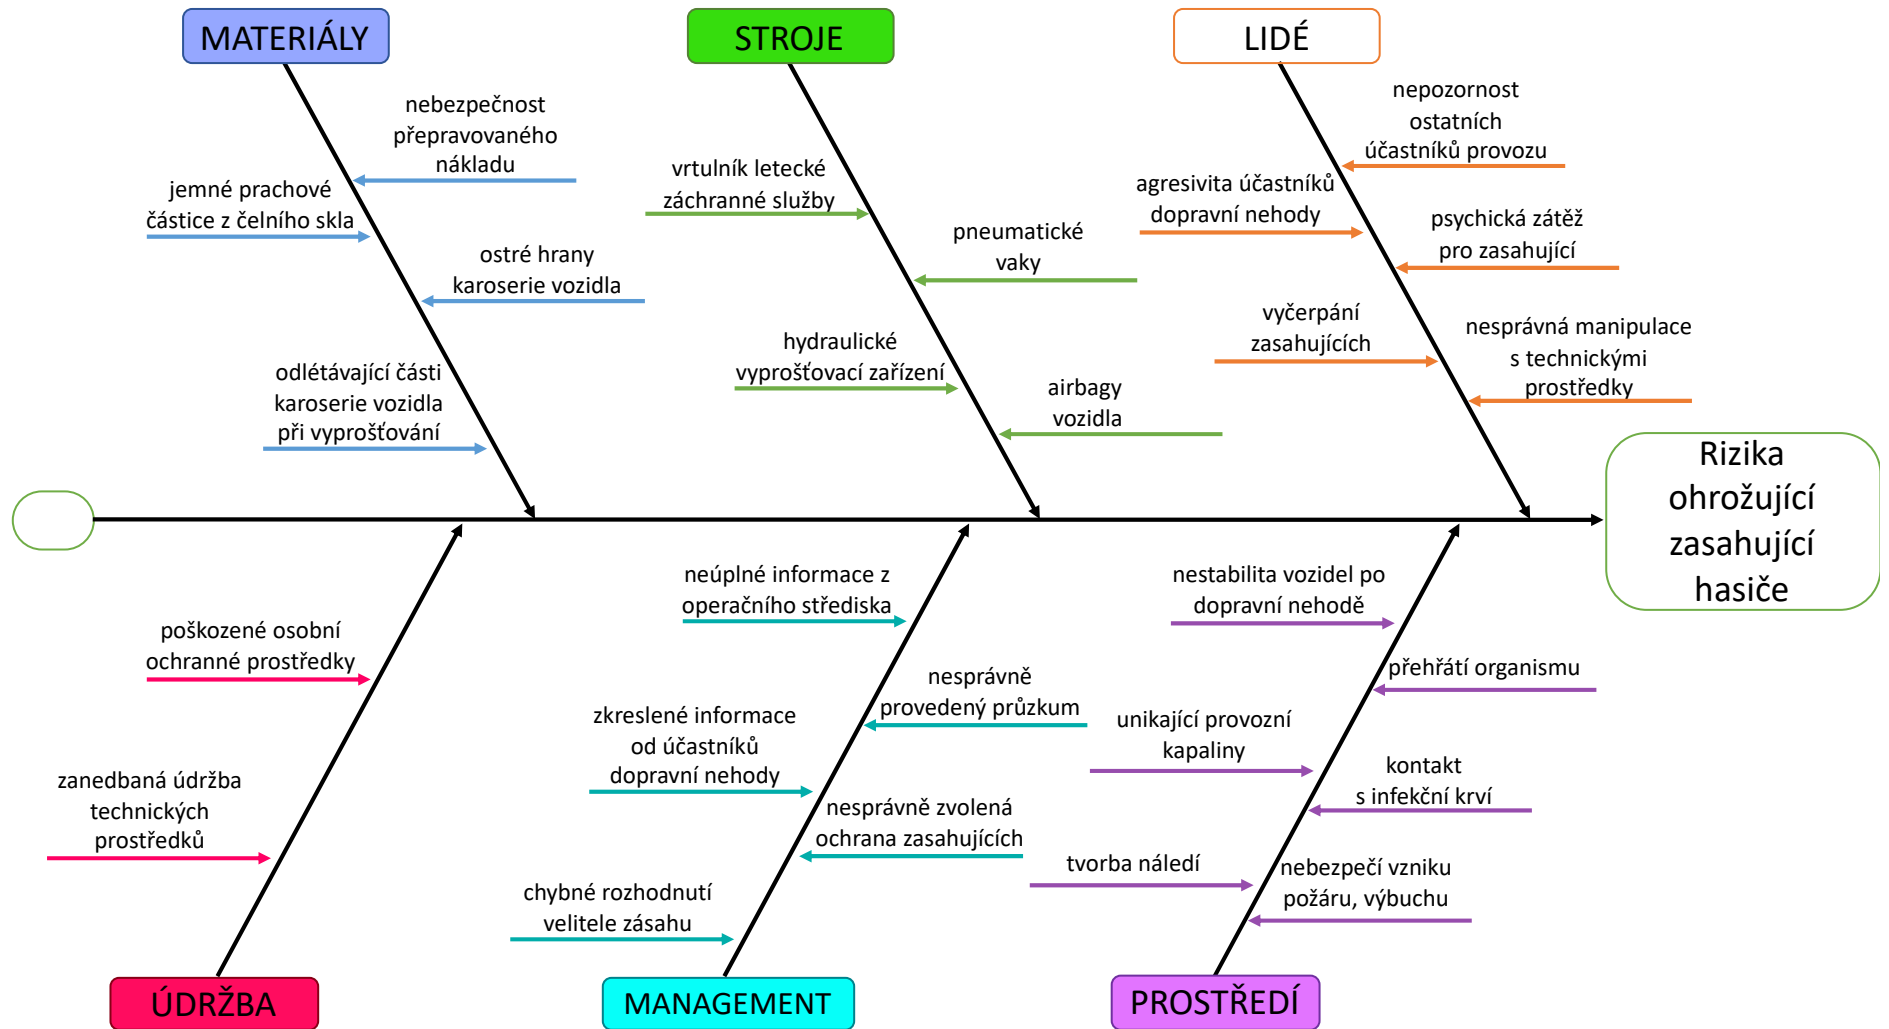 MATERIÁLY
STROJE
LIDÉ
nebezpečnost
přepravovaného
nákladu
jemné prachové
částice z čelního skla
ostré hrany
karoserie vozidla
odlétávající části
karoserie vozidla
při vyprošťování
vrtulník letecké
záchranné služby
pneumatické
vaky
hydraulické
vyprošťovací zařízení
airbagy
vozidla
nepozornost
ostatních
účastníků provozu
agresivita účastníků
dopravní nehody
psychická zátěž
pro zasahující
vyčerpání
zasahujících
nesprávná manipulace
s technickými
prostředky
Rizika
ohrožující
zasahující
hasiče
poškozené osobní
ochranné prostředky
zanedbaná údržba
technických
prostředků
neúplné informace z
operačního střediska
nesprávně
provedený průzkum
zkreslené informace
od účastníků
dopravní nehody
nesprávně zvolená
ochrana zasahujících
chybné rozhodnutí
velitele zásahu
nestabilita vozidel po
dopravní nehodě
přehřátí organismu
unikající provozní
kapaliny
kontakt
s infekční krví
tvorba náledí
nebezpečí vzniku
požáru, výbuchu
ÚDRŽBA
MANAGEMENT
PROSTŘEDÍ